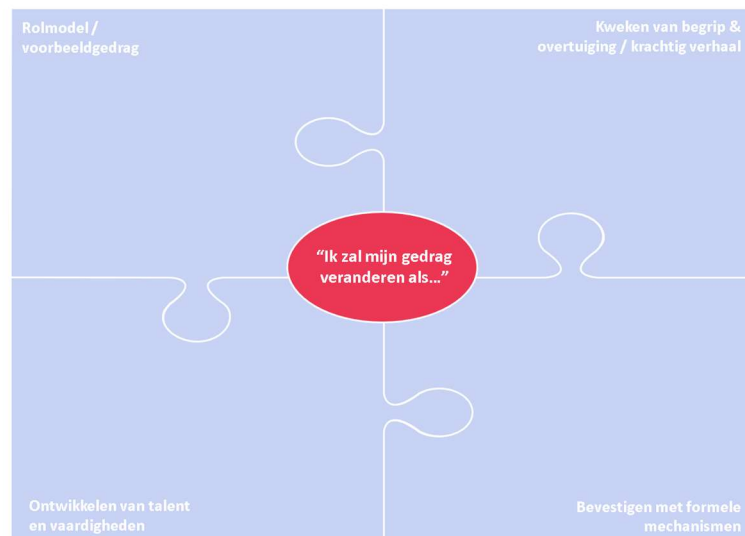 Rolmodel /
voorbeeldgedrag
Kweken van begrip &
overtuiging / krachtig verhaal
“Ik zal mijn gedrag
veranderen als...”
Ontwikkelen van talent
en vaardigheden
Bevestigen met formele
mechanismen